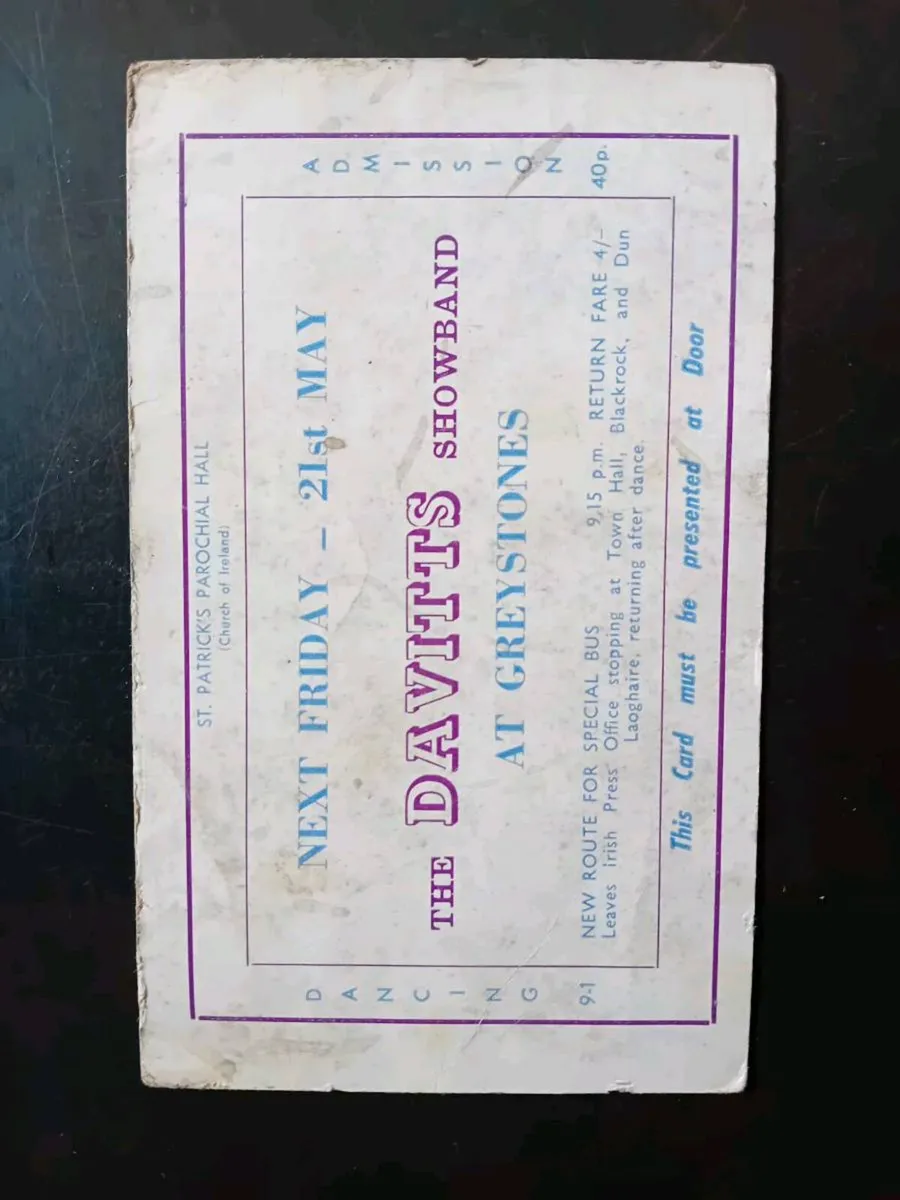 ST. PATRICK'S PAROCHIAL HALL
(Church of Ireland)
NEXT FRIDAY – 21st MAY
THE DAVITTS SHOWBAND
AT GREYSTONES
DANCING
9-1
ADMISSION
40p.
NEW ROUTE FOR SPECIAL BUS 9.15 p.m. RETURN FARE 4/–
Leaves irish Press Office stopping at Town Hall, Blackrock, and Dun
Laoghaire, returning after dance.
This Card must be presented at Door